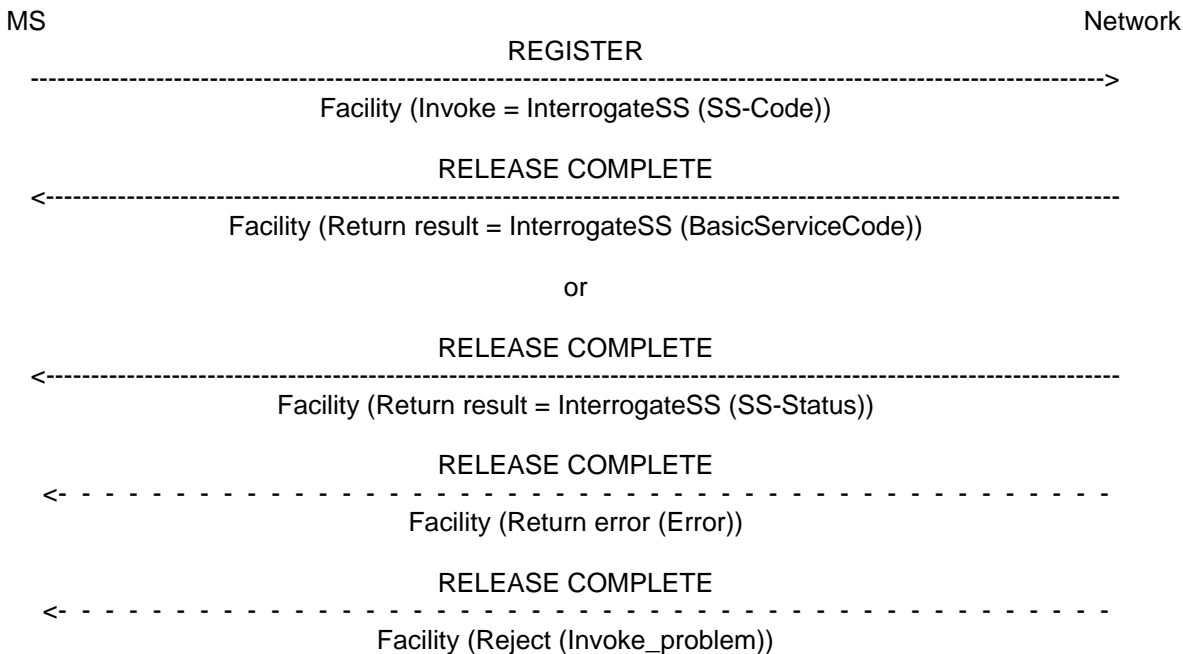 MS Network
REGISTER
------------------------------------------------------------------------------------------------------------------------>
Facility (Invoke = InterrogateSS (SS-Code))
RELEASE COMPLETE
<------------------------------------------------------------------------------------------------------------------------
Facility (Return result = InterrogateSS (BasicServiceCode))
or
RELEASE COMPLETE
<------------------------------------------------------------------------------------------------------------------------
Facility (Return result = InterrogateSS (SS-Status))
RELEASE COMPLETE
<- - - - - - - - - - - - - - - - - - - - - - - - - - - - - - - - - - - - - - - - - - - - - - -
Facility (Return error (Error))
RELEASE COMPLETE
<- - - - - - - - - - - - - - - - - - - - - - - - - - - - - - - - - - - - - - - - - - - - - - -
Facility (Reject (Invoke_problem))